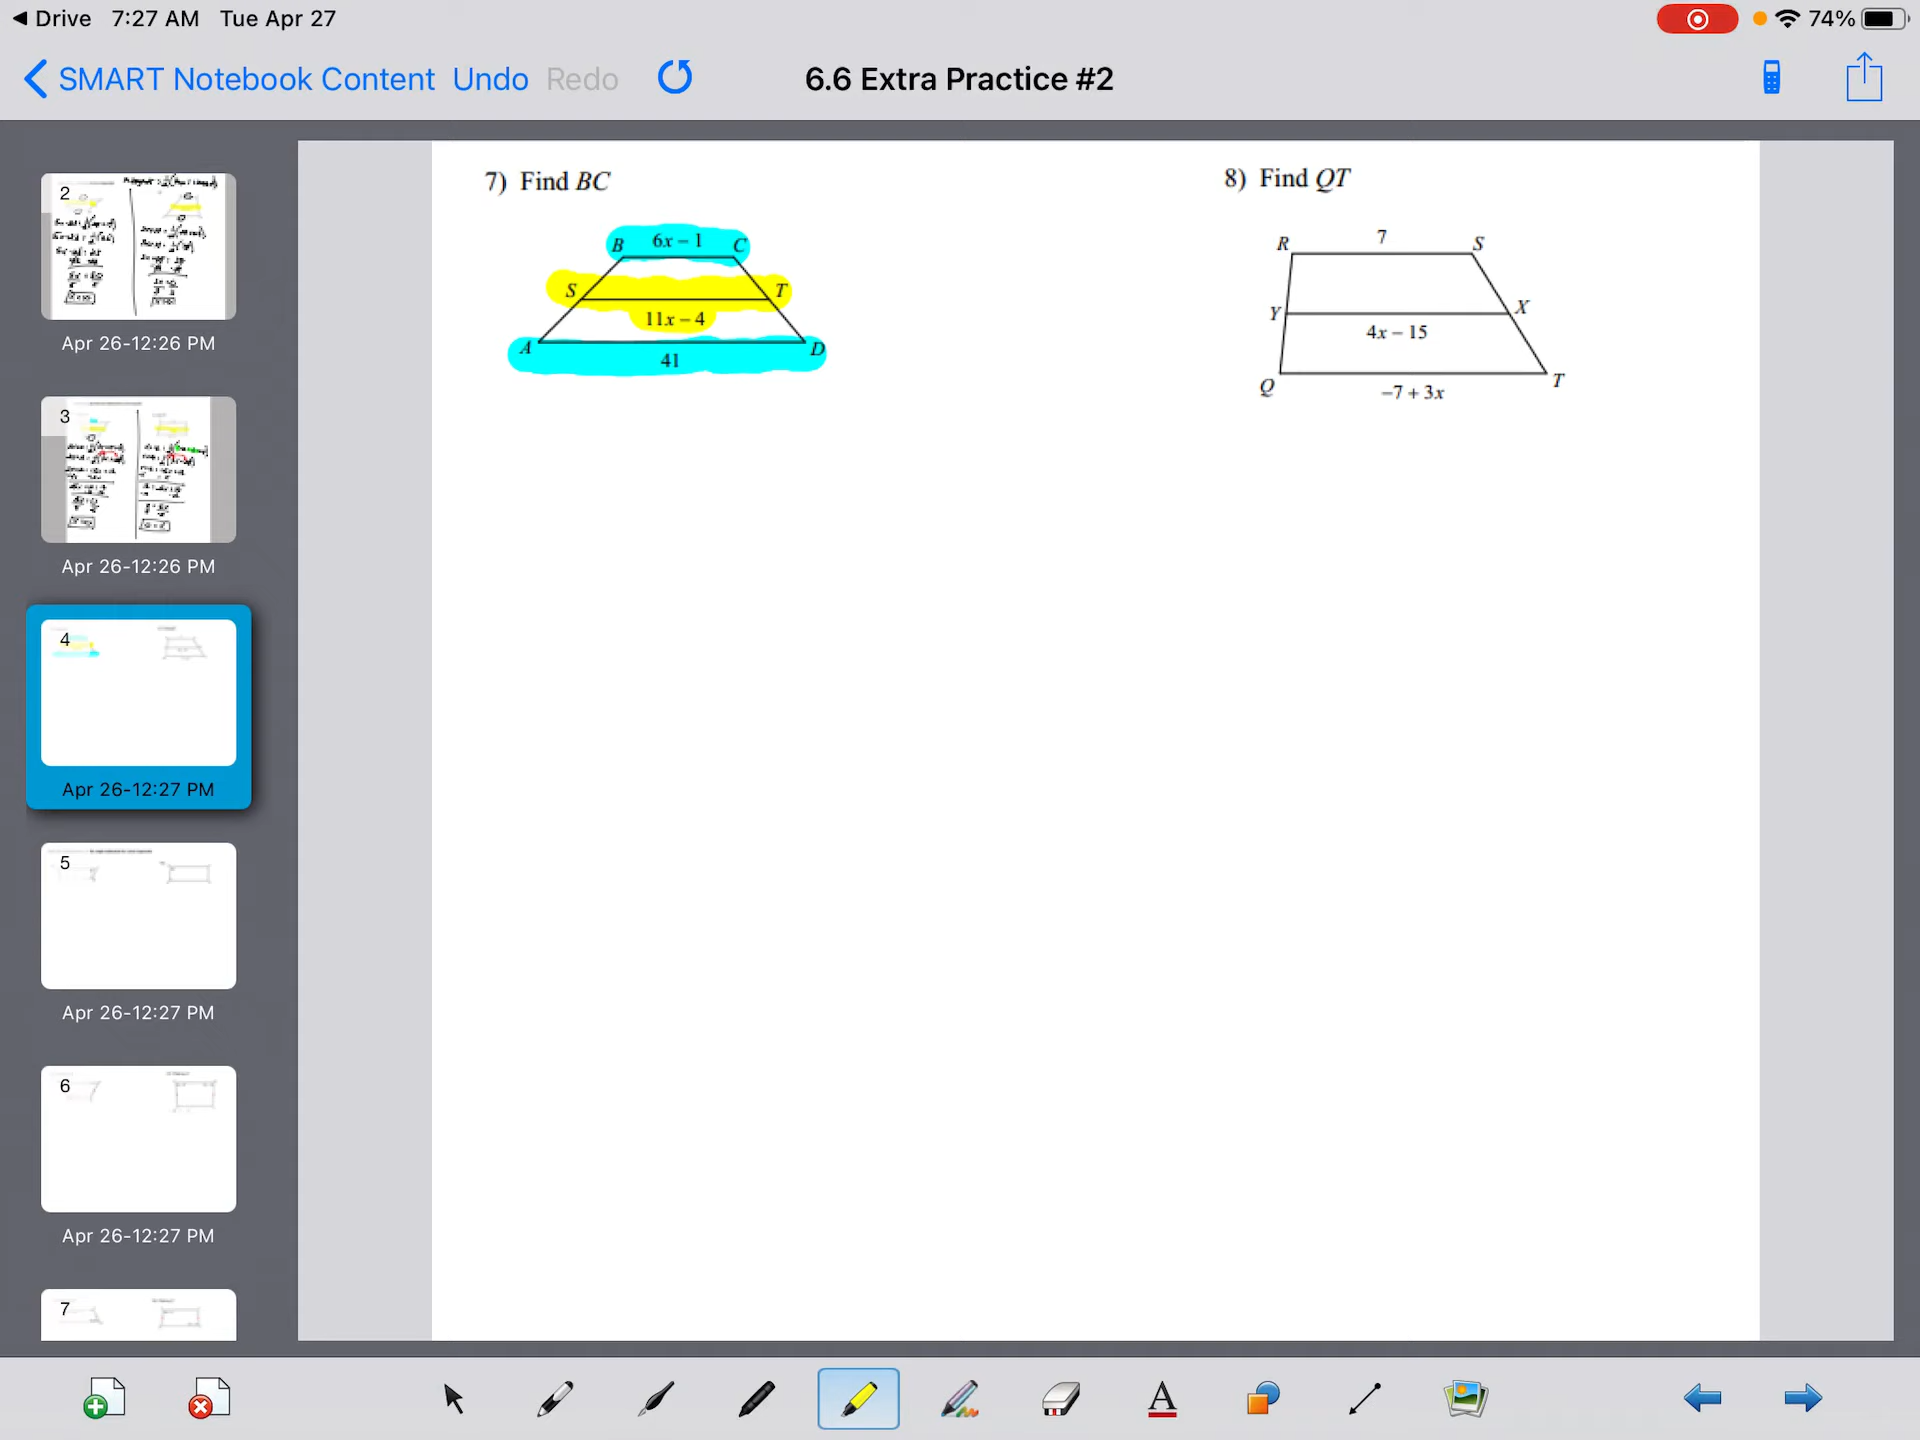 Drive 7:27 AM Tue Apr 27 74%
SMART Notebook Content Undo Redo 6.6 Extra Practice #2
7) Find BC
B 6x – 1 C
S T
11x – 4
A D
41
8) Find QT
R 7 S
Y X
4x – 15
Q T
–7 + 3x
2
Apr 26-12:26 PM
3
Apr 26-12:26 PM
4
Apr 26-12:27 PM
5
Apr 26-12:27 PM
6
Apr 26-12:27 PM
7
A